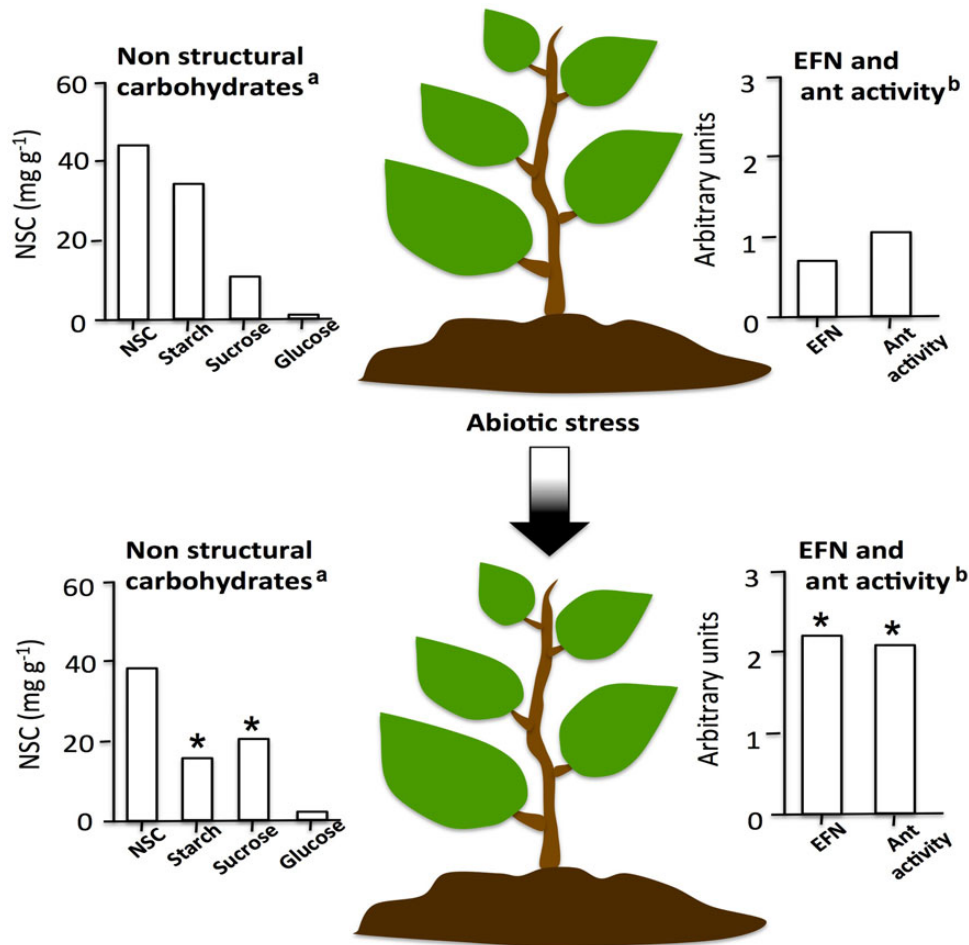 Non structural
carbohydrates a
NSC (mg g-1)
60
40
20
0
NSC
Starch
Sucrose
Glucose
EFN and
ant activity b
Arbitrary units
3
2
1
0
EFN
Ant
activity
Abiotic stress
Non structural
carbohydrates a
NSC (mg g-1)
60
40
20
0
*
*
NSC
Starch
Sucrose
Glucose
EFN and
ant activity b
Arbitrary units
3
2
1
0
*
*
EFN
Ant
activity